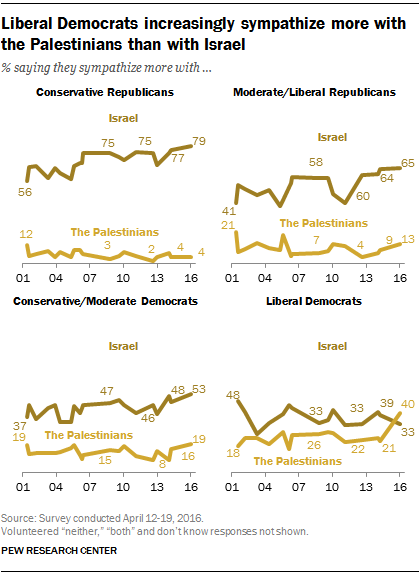 Liberal Democrats increasingly sympathize more with
the Palestinians than with Israel
% saying they sympathize more with ...
Conservative Republicans
Israel
56 75 75 77 79
The Palestinians
12 3 2 4 4
01 04 07 10 13 16
Moderate/Liberal Republicans
Israel
41 58 60 64 65
The Palestinians
21 7 4 9 13
01 04 07 10 13 16
Conservative/Moderate Democrats
Israel
37 47 46 48 53
The Palestinians
19 15 8 16 19
01 04 07 10 13 16
Liberal Democrats
Israel
48 33 33 39 33
The Palestinians
18 26 22 21 40
01 04 07 10 13 16
Source: Survey conducted April 12-19, 2016.
Volunteered “neither,” “both” and don’t know responses not shown.
PEW RESEARCH CENTER